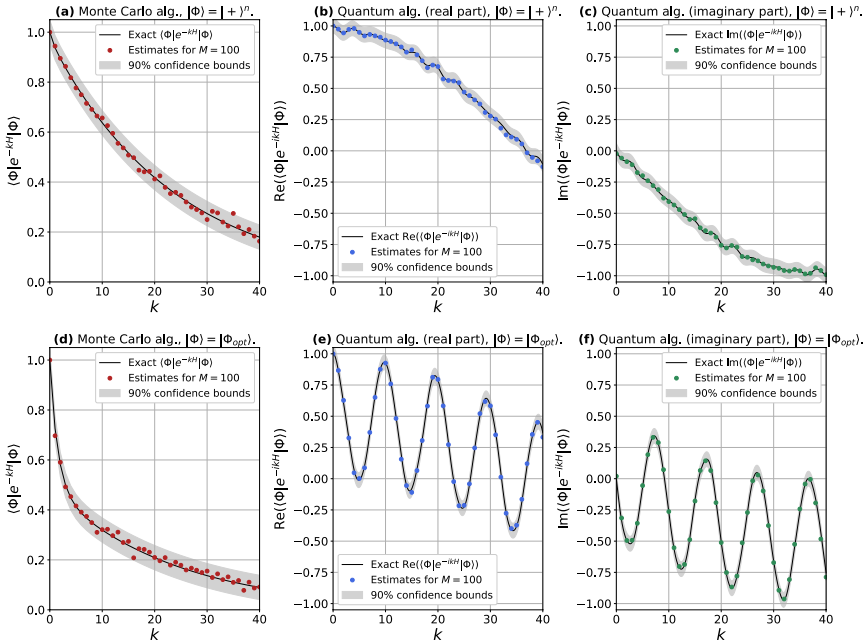 (a) Monte Carlo alg., |Φ⟩ = |+⟩ⁿ.
1.0
0.8
0.6
0.4
0.2
0.0
⟨Φ|e^{-kH}|Φ⟩
Exact ⟨Φ|e^{-kH}|Φ⟩
Estimates for M = 100
90% confidence bounds
0 10 20 30 40
k
(b) Quantum alg. (real part), |Φ⟩ = |+⟩ⁿ.
1.00
0.75
0.50
0.25
0.00
−0.25
−0.50
−0.75
−1.00
Re(⟨Φ|e^{-ikH}|Φ⟩)
Exact Re(⟨Φ|e^{-ikH}|Φ⟩)
Estimates for M = 100
90% confidence bounds
0 10 20 30 40
k
(c) Quantum alg. (imaginary part), |Φ⟩ = |+⟩ⁿ.
1.00
0.75
0.50
0.25
0.00
−0.25
−0.50
−0.75
−1.00
Im(⟨Φ|e^{-ikH}|Φ⟩)
Exact Im(⟨Φ|e^{-ikH}|Φ⟩)
Estimates for M = 100
90% confidence bounds
0 10 20 30 40
k
(d) Monte Carlo alg., |Φ⟩ = |Φ_{opt}⟩.
1.0
0.8
0.6
0.4
0.2
0.0
⟨Φ|e^{-kH}|Φ⟩
Exact ⟨Φ|e^{-kH}|Φ⟩
Estimates for M = 100
90% confidence bounds
0 10 20 30 40
k
(e) Quantum alg. (real part), |Φ⟩ = |Φ_{opt}⟩.
1.00
0.75
0.50
0.25
0.00
−0.25
−0.50
−0.75
−1.00
Re(⟨Φ|e^{-ikH}|Φ⟩)
Exact Re(⟨Φ|e^{-ikH}|Φ⟩)
Estimates for M = 100
90% confidence bounds
0 10 20 30 40
k
(f) Quantum alg. (imaginary part), |Φ⟩ = |Φ_{opt}⟩.
1.00
0.75
0.50
0.25
0.00
−0.25
−0.50
−0.75
−1.00
Im(⟨Φ|e^{-ikH}|Φ⟩)
Exact Im(⟨Φ|e^{-ikH}|Φ⟩)
Estimates for M = 100
90% confidence bounds
0 10 20 30 40
k